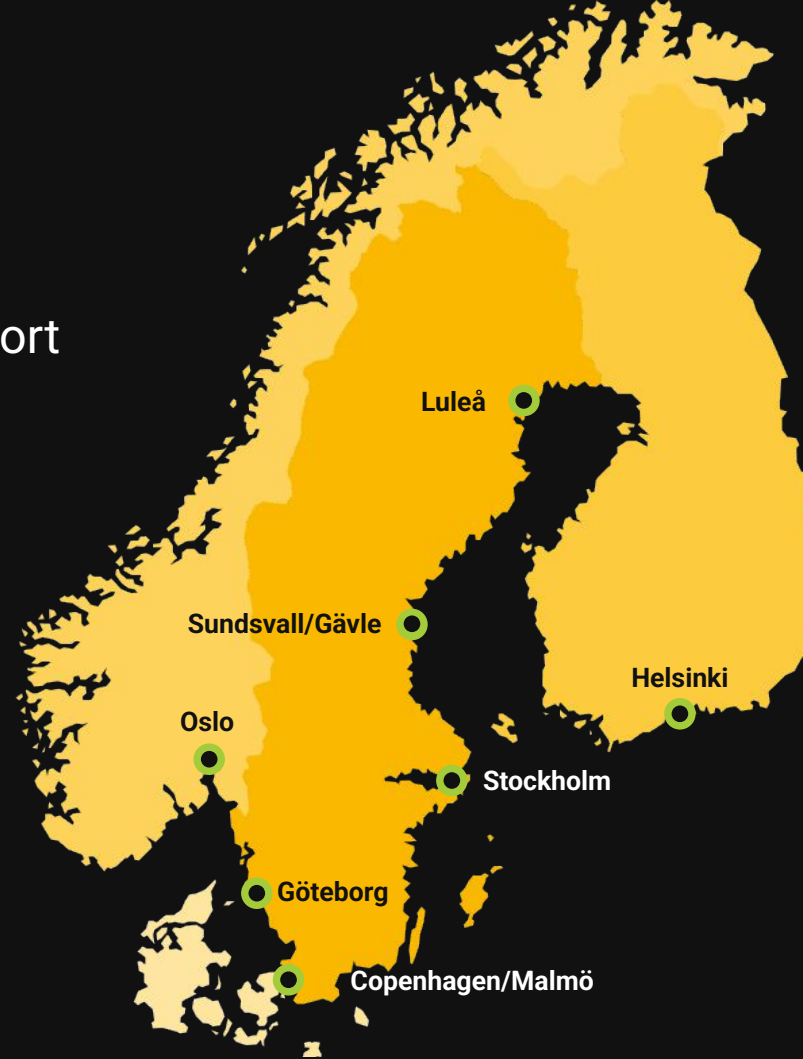 ort
Luleå
Sundsvall/Gävle
Helsinki
Oslo
Stockholm
Göteborg
Copenhagen/Malmö